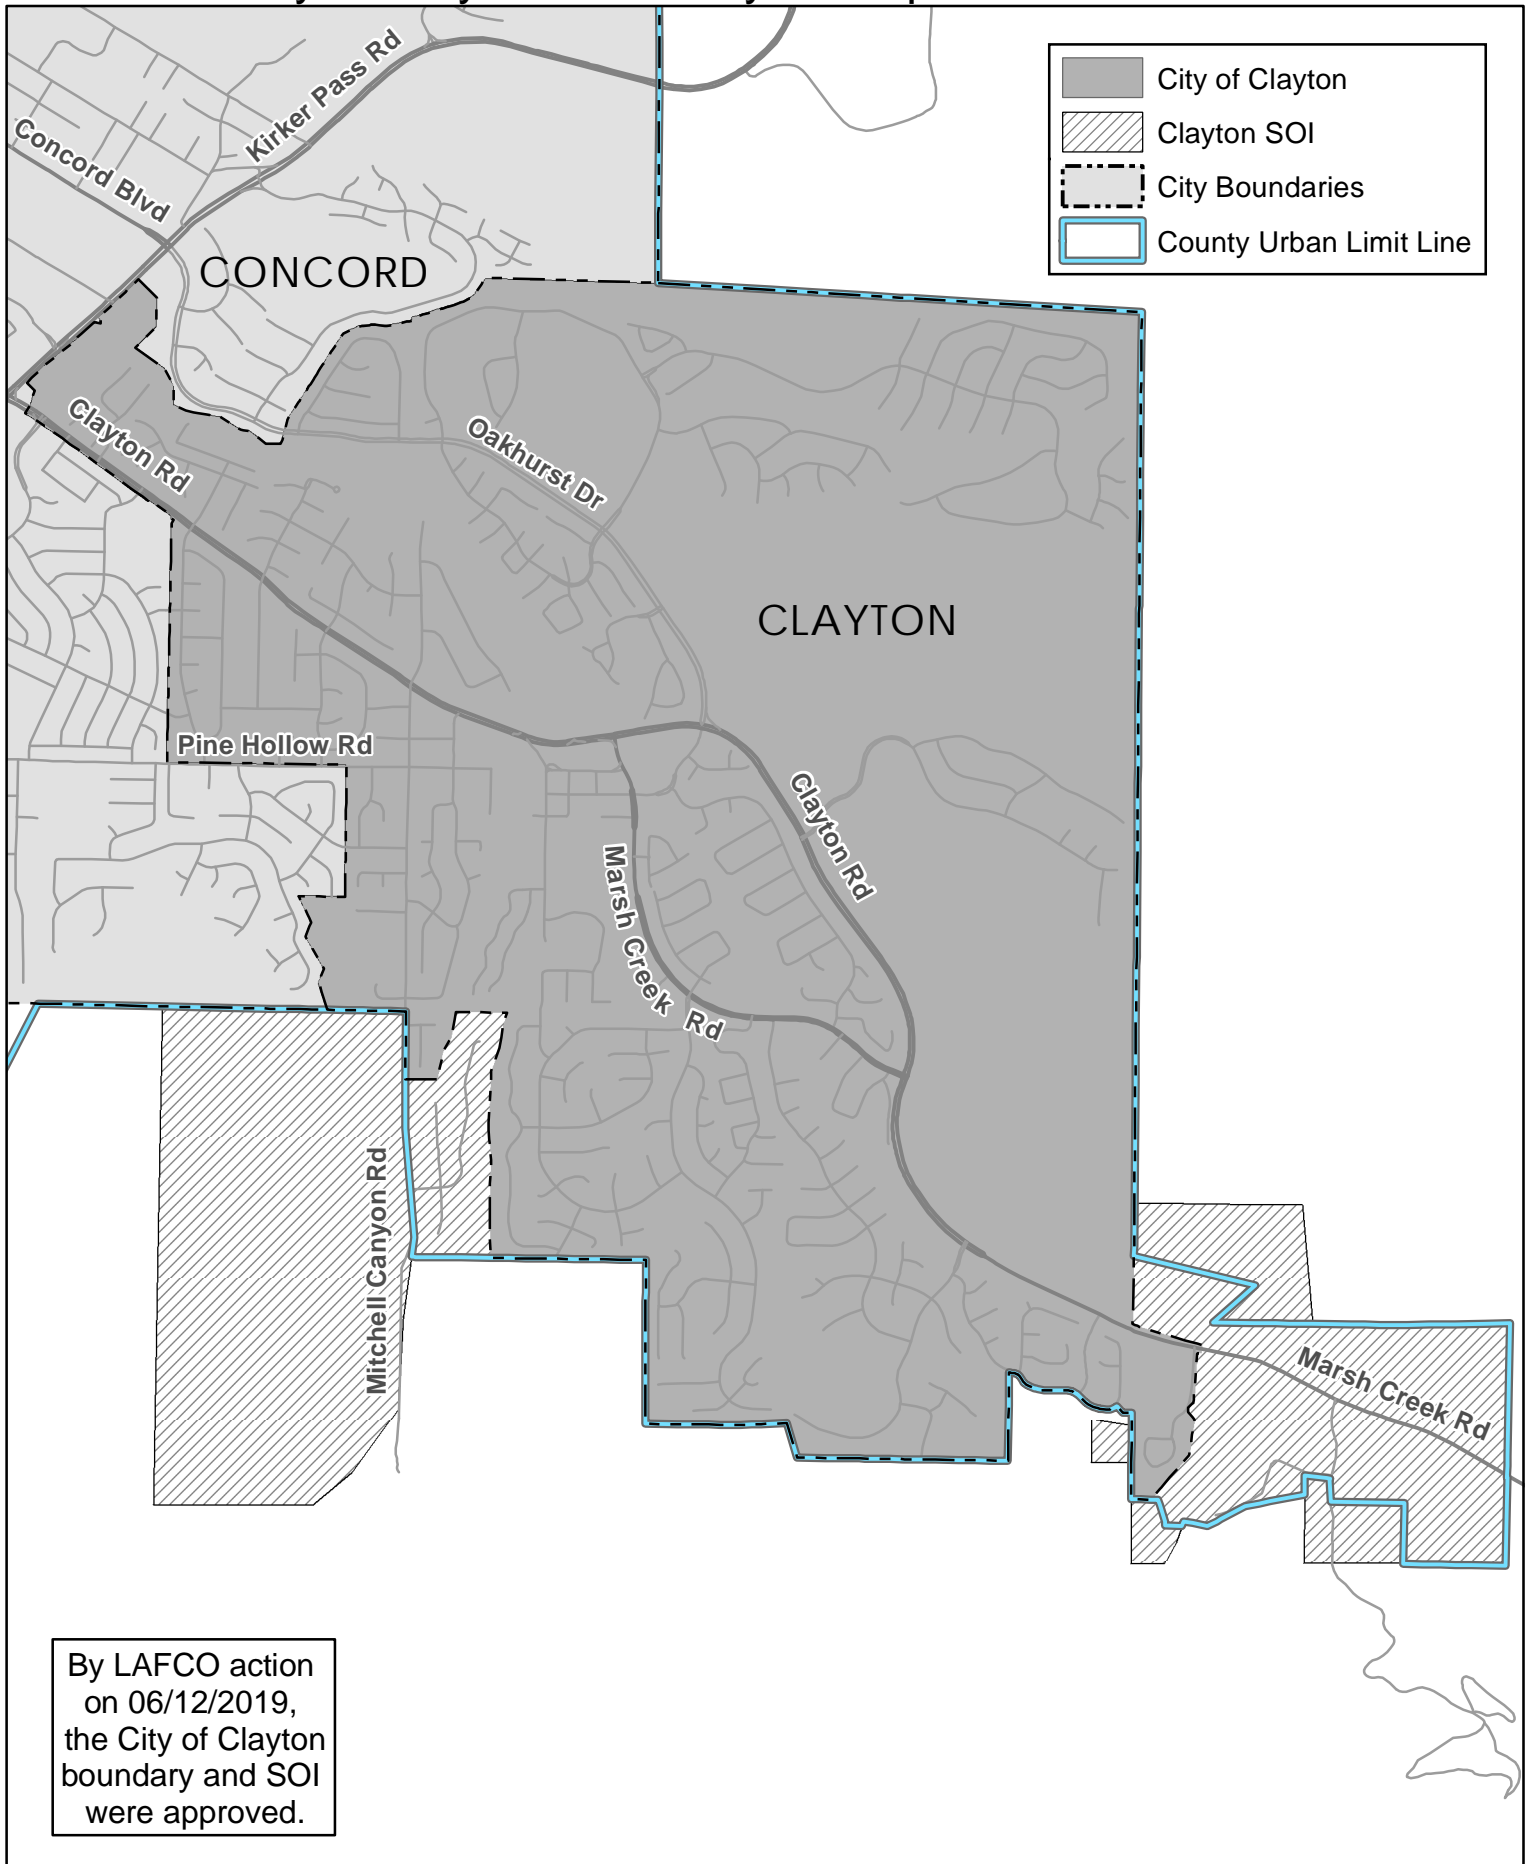 City of Clayton
Clayton SOI
City Boundaries
County Urban Limit Line
Kirker Pass Rd
Concord Blvd
CONCORD
Clayton Rd
Oakhurst Dr
CLAYTON
Pine Hollow Rd
Clayton Rd
Marsh Creek Rd
Mitchell Canyon Rd
Marsh Creek Rd
By LAFCO action
on 06/12/2019,
the City of Clayton
boundary and SOI
were approved.